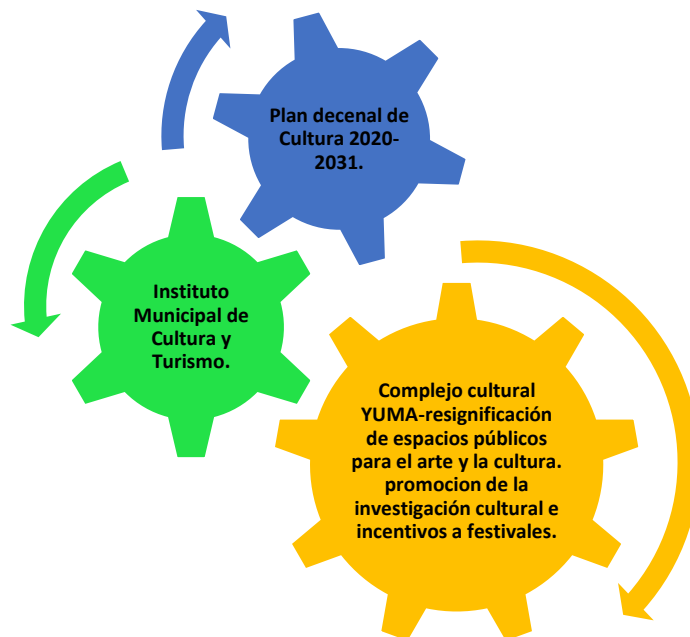 Plan decenal de
Cultura 2020-
2031.
Instituto
Municipal de
Cultura y
Turismo.
Complejo cultural
YUMA-resignificación
de espacios públicos
para el arte y la cultura.
promocion de la
investigación cultural e
incentivos a festivales.